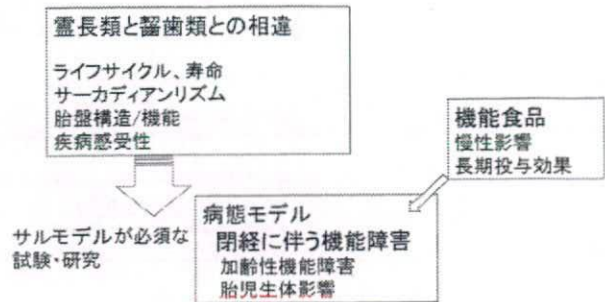 霊長類と齧歯類との相違
ライフサイクル、寿命
サーカディアンリズム
胎盤構造/機能
疾病感受性
機能食品
慢性影響
長期投与効果
サルモデルが必須な
試験・研究
病態モデル
閉経に伴う機能障害
加齢性機能障害
胎児生体影響